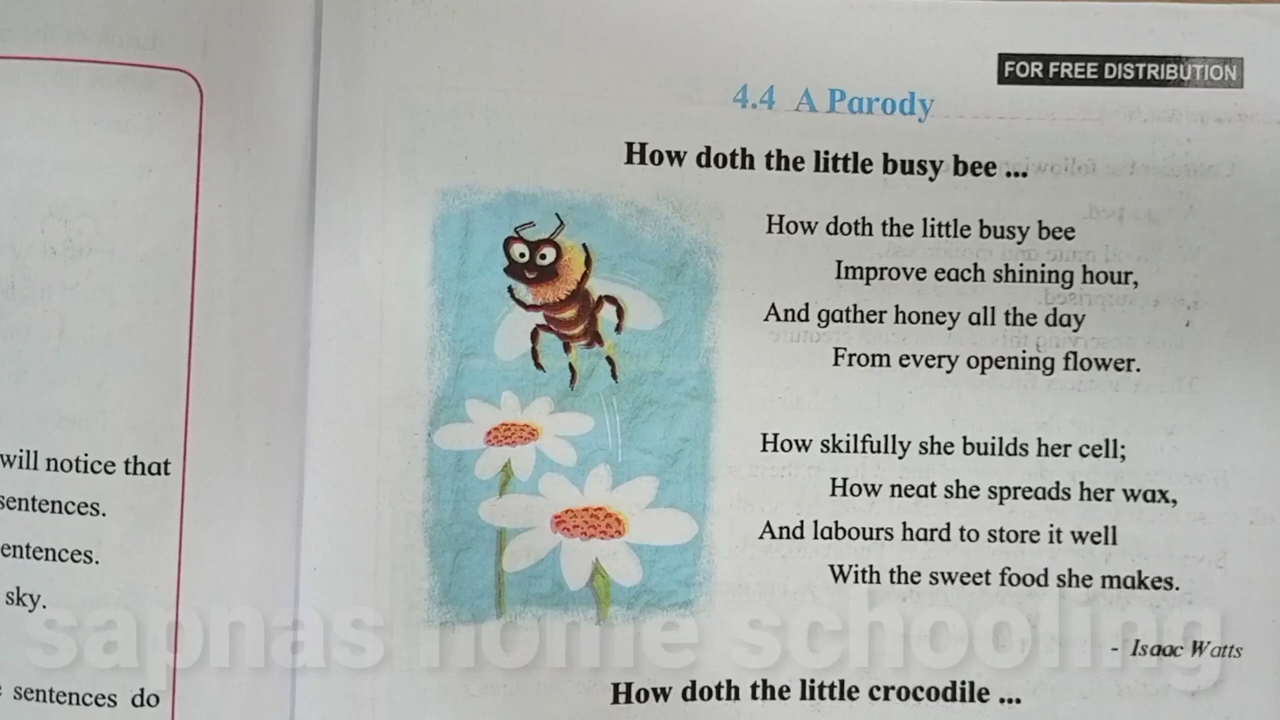 will notice that
sentences.
entences.
sky.
sentences do
FOR FREE DISTRIBUTION
4.4 A Parody
How doth the little busy bee ...
How doth the little busy bee
Improve each shining hour,
And gather honey all the day
From every opening flower.
How skilfully she builds her cell;
How neat she spreads her wax,
And labours hard to store it well
With the sweet food she makes.
- Isaac Watts
How doth the little crocodile ...
sapnas home schooling